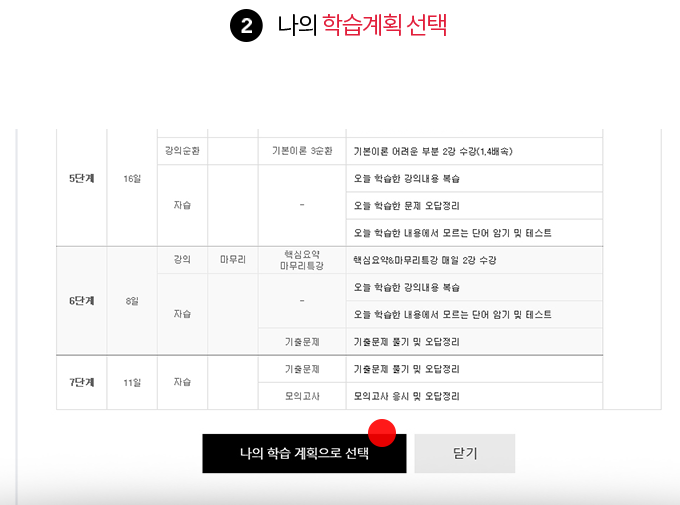 2 나의 학습계획 선택
강의순환 기본이론 3순환 기본이론 어려운 부분 2강 수강(1.4배속)
5단계 16일 자습 - 오늘 학습한 강의내용 복습
오늘 학습한 문제 오답정리
오늘 학습한 내용에서 모르는 단어 암기 및 테스트
6단계 8일 강의 마무리 핵심요약
마무리특강 핵심요약&마무리특강 매일 2강 수강
자습 - 오늘 학습한 강의내용 복습
오늘 학습한 내용에서 모르는 단어 암기 및 테스트
기출문제 기출문제 풀기 및 오답정리
7단계 11일 자습 기출문제 기출문제 풀기 및 오답정리
모의고사 모의고사 응시 및 오답정리
나의 학습 계획으로 선택 닫기